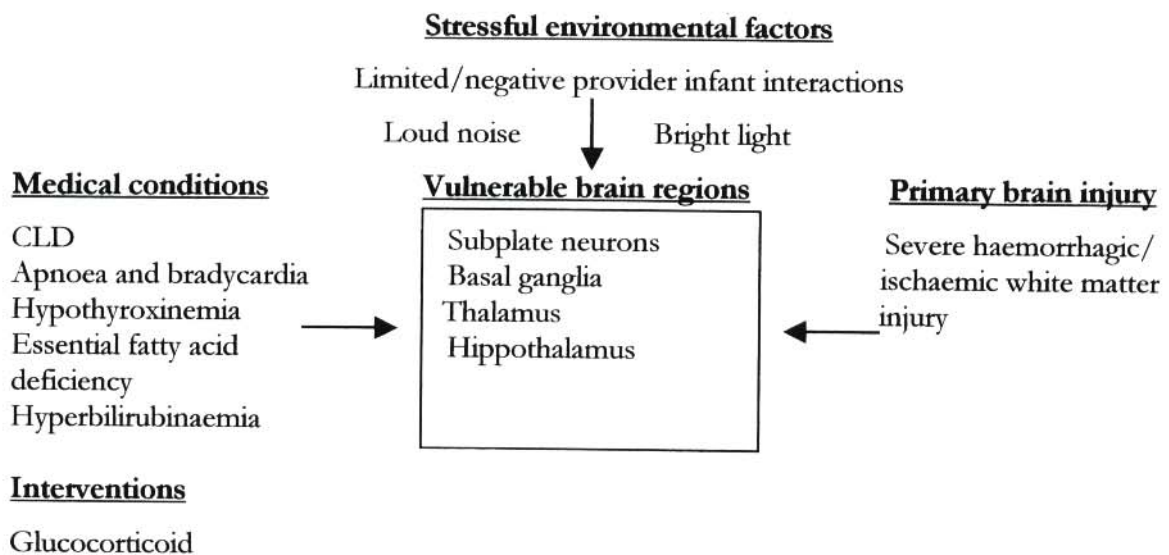 Stressful environmental factors
Limited/negative provider infant interactions
Loud noise
Bright light
Medical conditions
CLD
Apnoea and bradycardia
Hypothyroxinemia
Essential fatty acid
deficiency
Hyperbilirubinaemia
Interventions
Glucocorticoid
Vulnerable brain regions
Subplate neurons
Basal ganglia
Thalamus
Hippothalamus
Primary brain injury
Severe haemorrhagic/
ischaemic white matter
injury